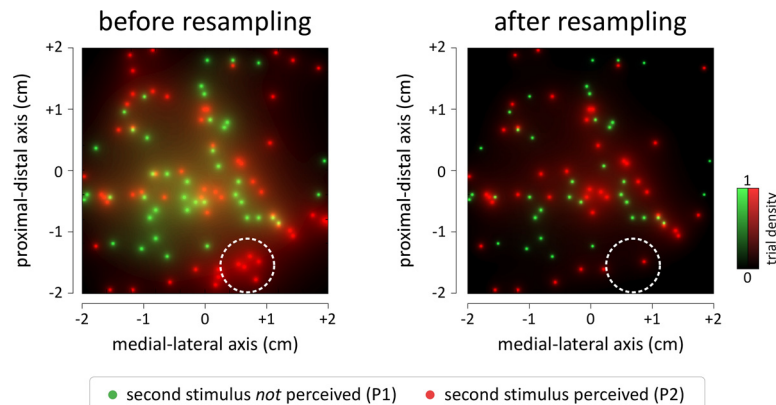 before resampling
after resampling
proximal-distal axis (cm)
+2
+1
0
-1
-2
-2 -1 0 +1 +2
medial-lateral axis (cm)
proximal-distal axis (cm)
+2
+1
0
-1
-2
-2 -1 0 +1 +2
medial-lateral axis (cm)
1
0
trial density
second stimulus not perceived (P1)
second stimulus perceived (P2)